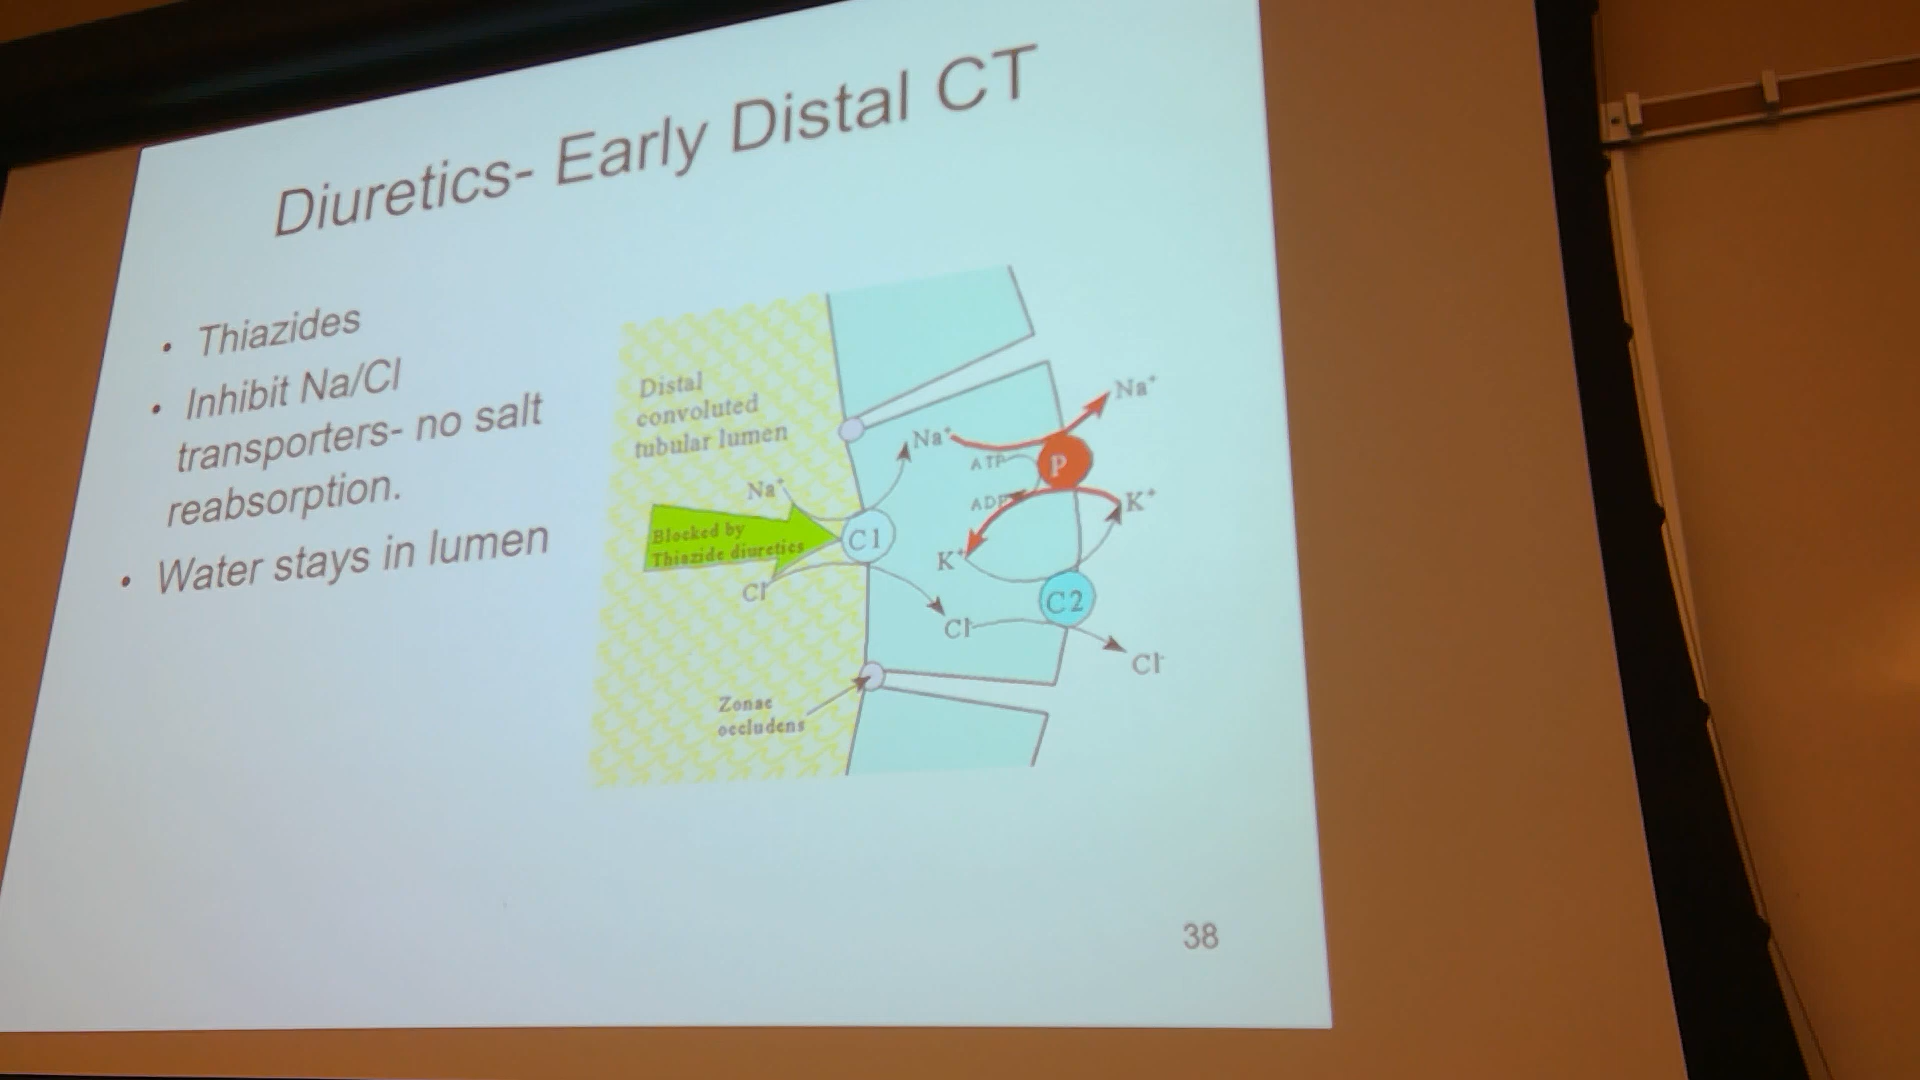 Diuretics- Early Distal CT
• Thiazides
• Inhibit Na/Cl
transporters- no salt
reabsorption.
• Water stays in lumen
Distal
convoluted
tubular lumen
Na⁺
Blocked by
Thiazide diuretics
Cl⁻
C1
Na⁺
ATP
ADP
P
Na⁺
K⁺
K⁺
C2
Cl⁻
Cl⁻
Zonae
occludens
38